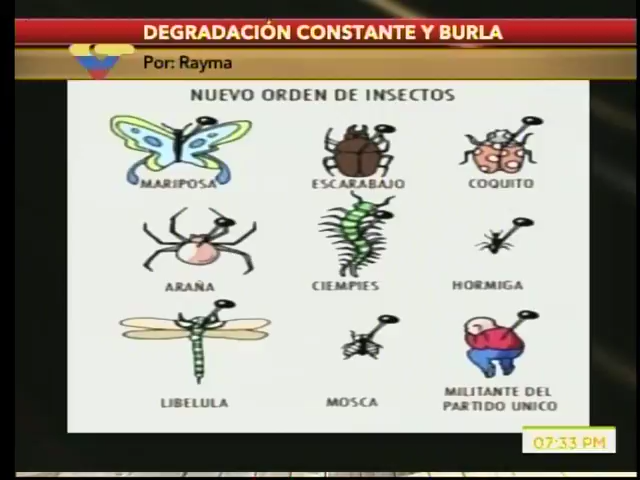 DEGRADACIÓN CONSTANTE Y BURLA
Por: Rayma
NUEVO ORDEN DE INSECTOS
MARIPOSA
ESCARABAJO
COQUITO
ARAÑA
CIEMPIES
HORMIGA
LIBELULA
MOSCA
MILITANTE DEL
PARTIDO UNICO
07:33 PM